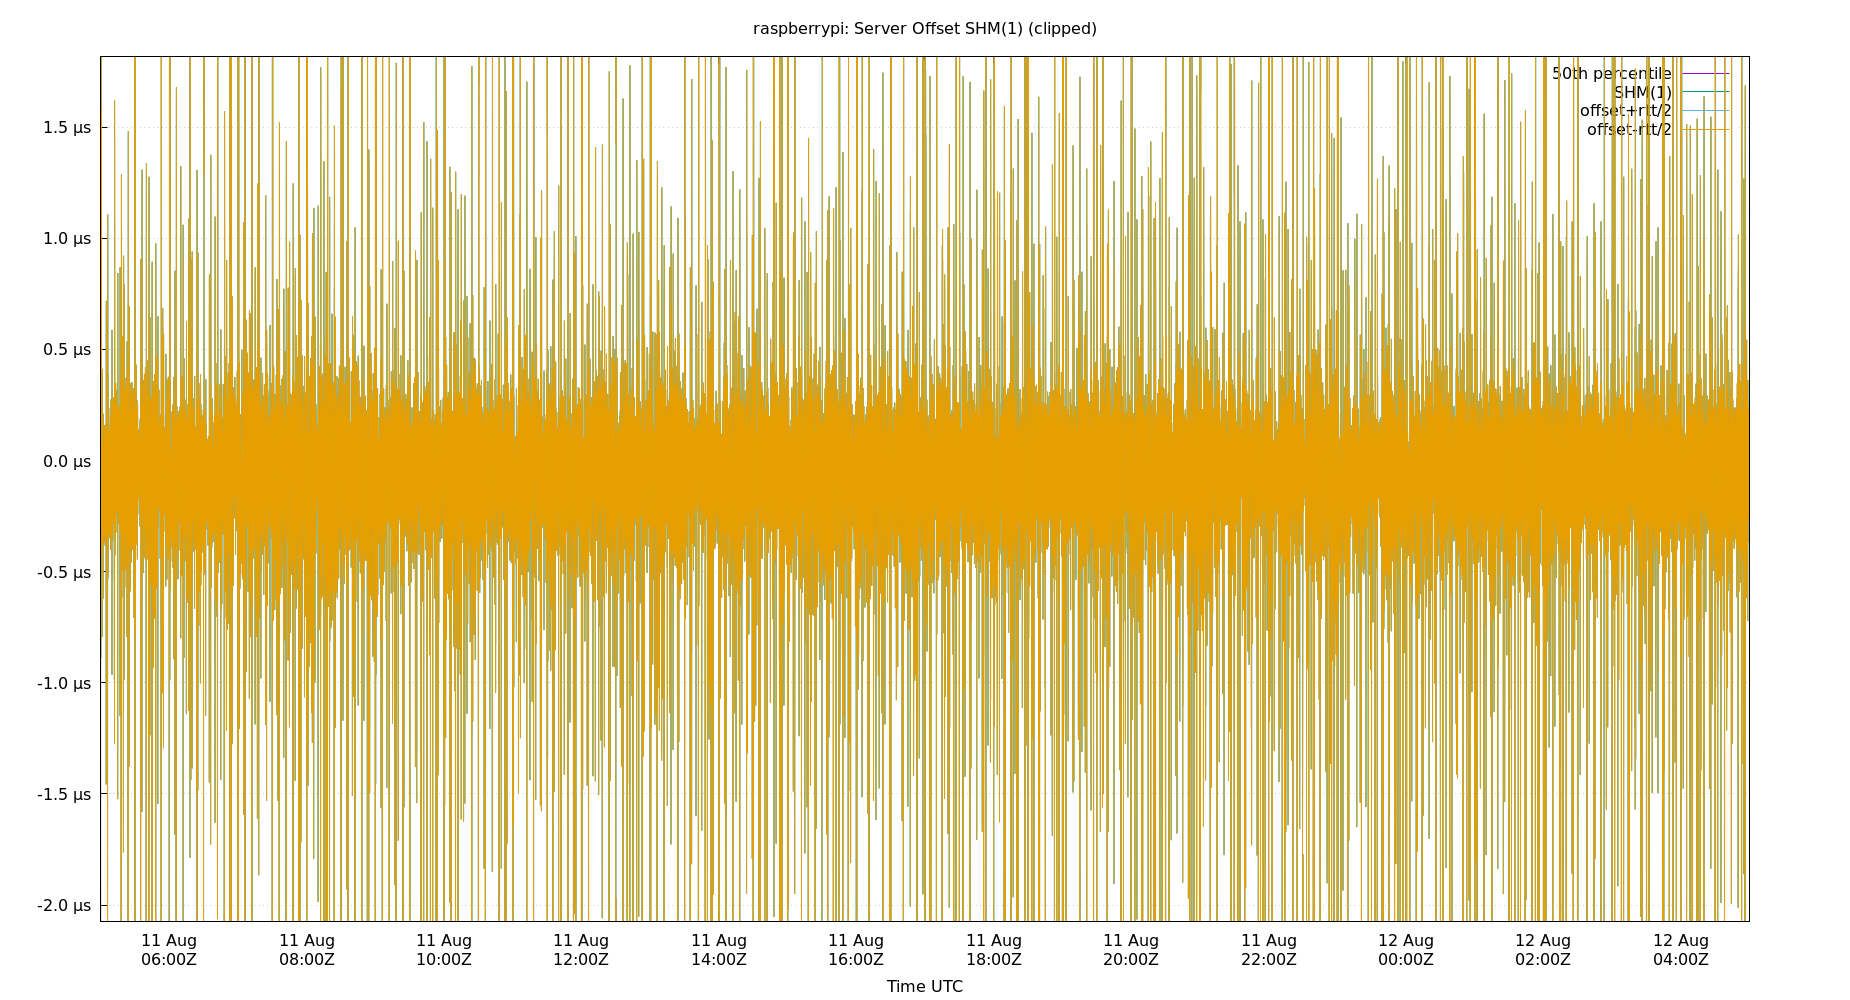 raspberrypi: Server Offset SHM(1) (clipped)
50th percentile
SHM(1)
offset+rtt/2
offset-rtt/2
1.5 µs
1.0 µs
0.5 µs
0.0 µs
-0.5 µs
-1.0 µs
-1.5 µs
-2.0 µs
11 Aug 11 Aug 11 Aug 11 Aug 11 Aug 11 Aug 11 Aug 11 Aug 11 Aug 12 Aug 12 Aug 12 Aug
06:00Z 08:00Z 10:00Z 12:00Z 14:00Z 16:00Z 18:00Z 20:00Z 22:00Z 00:00Z 02:00Z 04:00Z
Time UTC